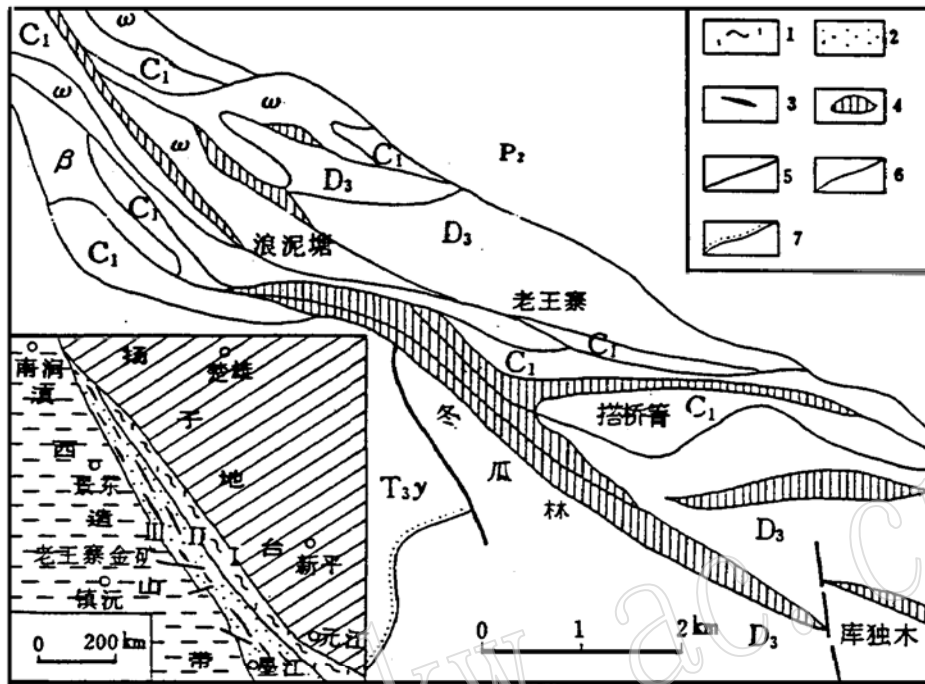 C₁
ω
C₁
ω
ω
C₁
ω
β
C₁
C₁
D₃
P₂
D₃
浪泥塘
老王寨
C₁
C₁
C₁
搭桥箐
冬
瓜
林
T₃y
D₃
D₃
库独木
0 1 2 km
1
2
3
4
5
6
7
扬
子
地
台
楚雄
新平
元江
南涧
滇
西
造
山
带
景东
老王寨金矿
镇沅
墨江
III
II
I
0 200 km